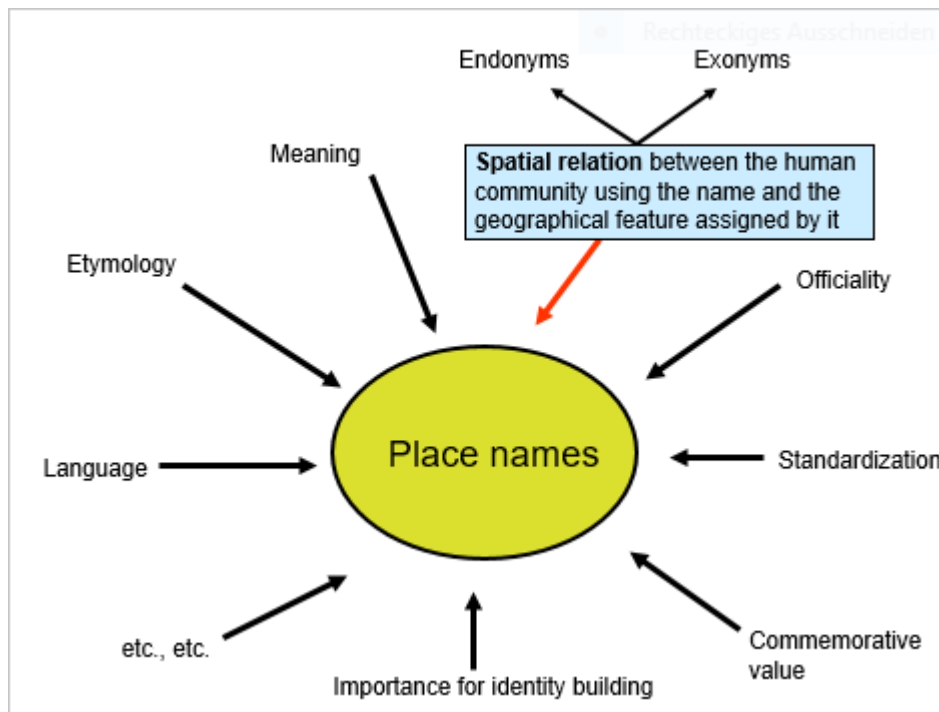 Rechteckiges Ausschneiden
Endonyms
Exonyms
Meaning
Spatial relation between the human
community using the name and the
geographical feature assigned by it
Etymology
Officiality
Place names
Language
Standardization
etc., etc.
Commemorative
value
Importance for identity building